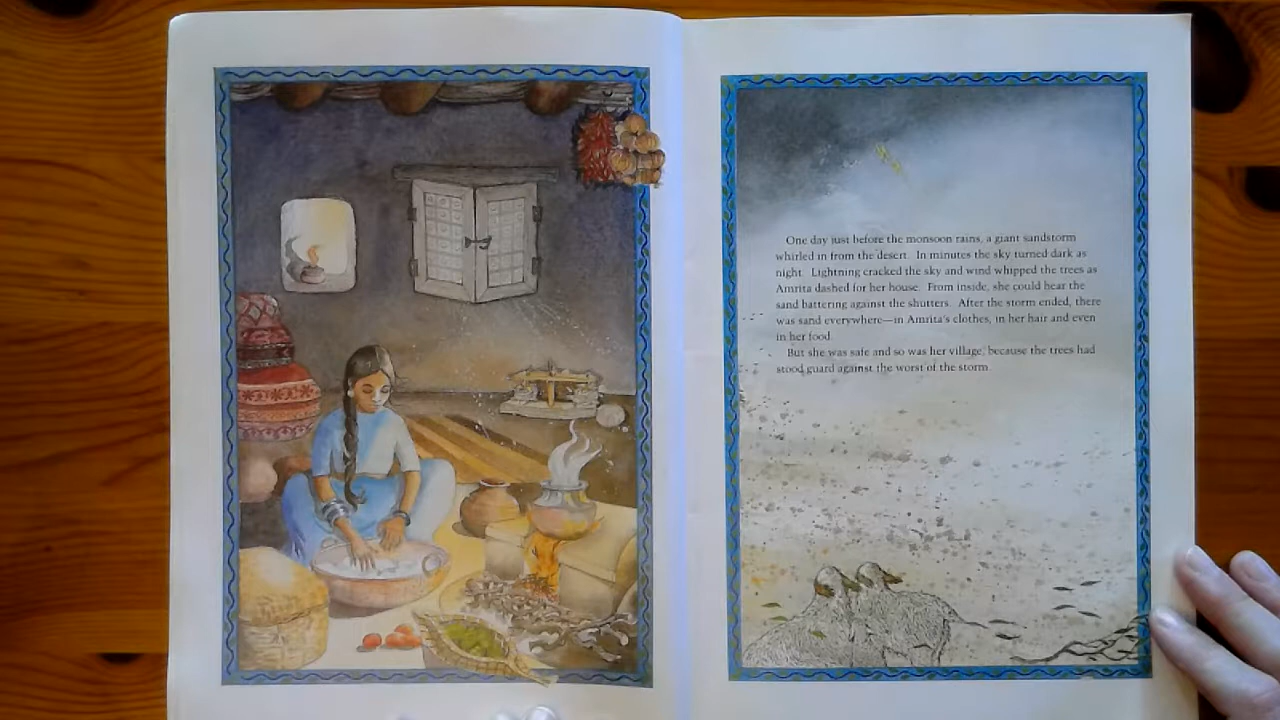 One day just before the monsoon rains, a giant sandstorm
whirled in from the desert. In minutes the sky turned dark as
night. Lightning cracked the sky and wind whipped the trees as
Amrita dashed for her house. From inside, she could hear the
sand battering against the shutters. After the storm ended, there
was sand everywhere—in Amrita's clothes, in her hair and even
in her food.
But she was safe and so was her village, because the trees had
stood guard against the worst of the storm.